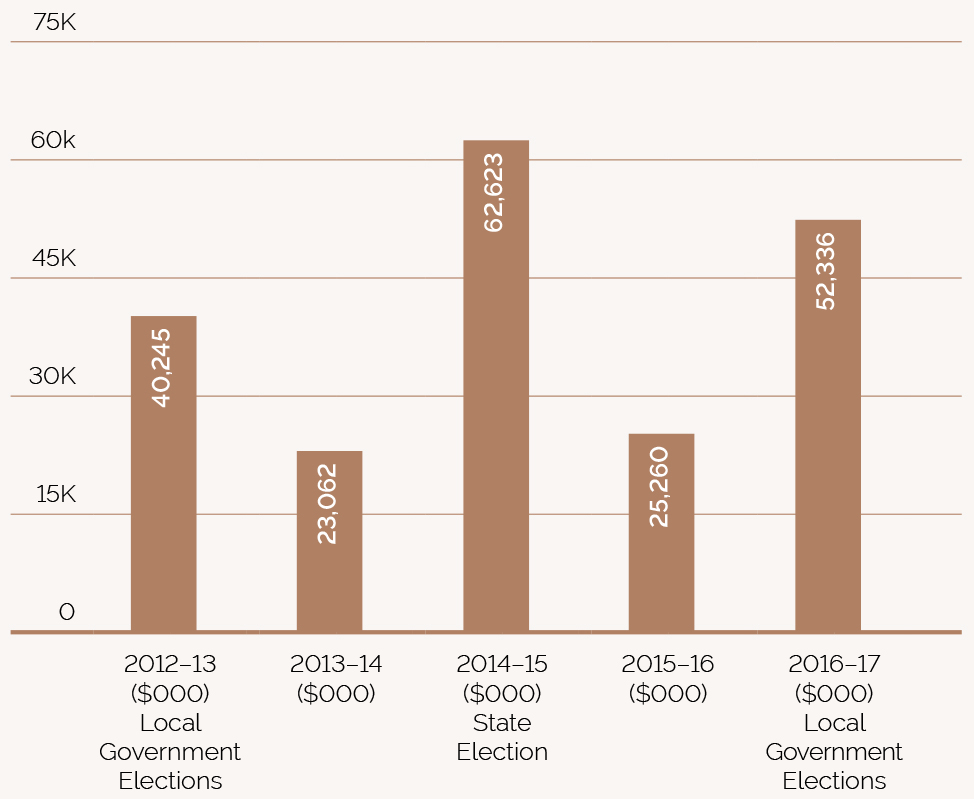 75K
60k
45K
30K
15K
0
40,245
23,062
62,623
25,260
52,336
2012–13
($000)
Local
Government
Elections
2013–14
($000)
2014–15
($000)
State
Election
2015–16
($000)
2016–17
($000)
Local
Government
Elections